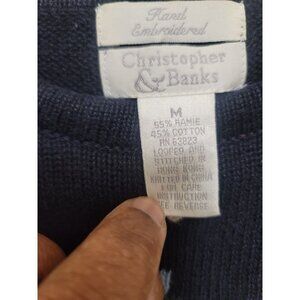 Hand
Embroidered
Christopher
& Banks
M
55% RAMIE
45% COTTON
RN 63823
LOOPED AND
STITCHED IN
HONG KONG
KNITTED IN CHINA
FOR CARE
INSTRUCTION
SEE REVERSE